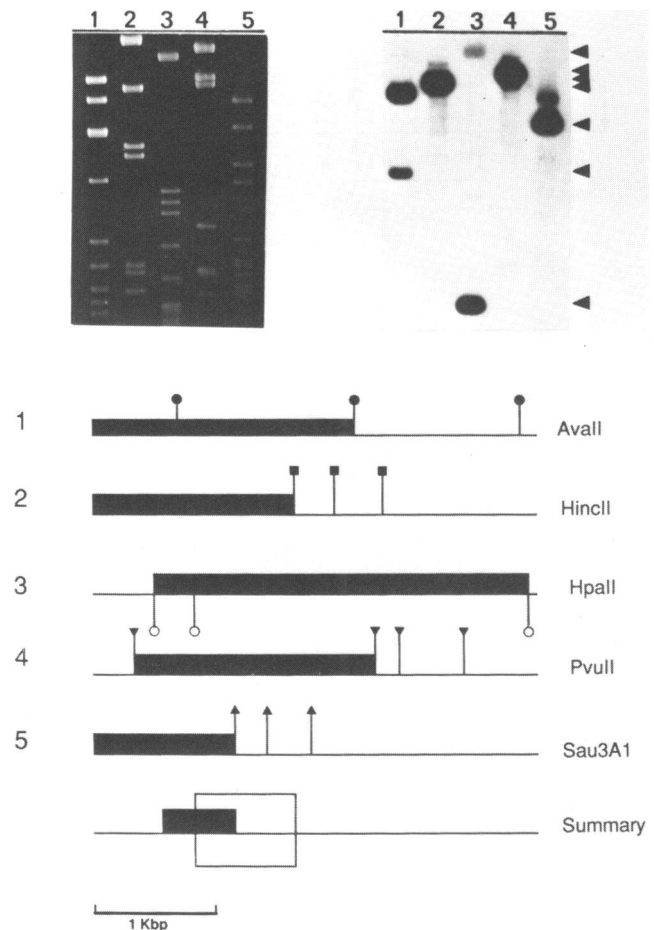 1 2 3 4 5
1 2 3 4 5
1 AvaII
2 HincII
3 HpaII
4 PvuII
5 Sau3A1
Summary
1 Kbp